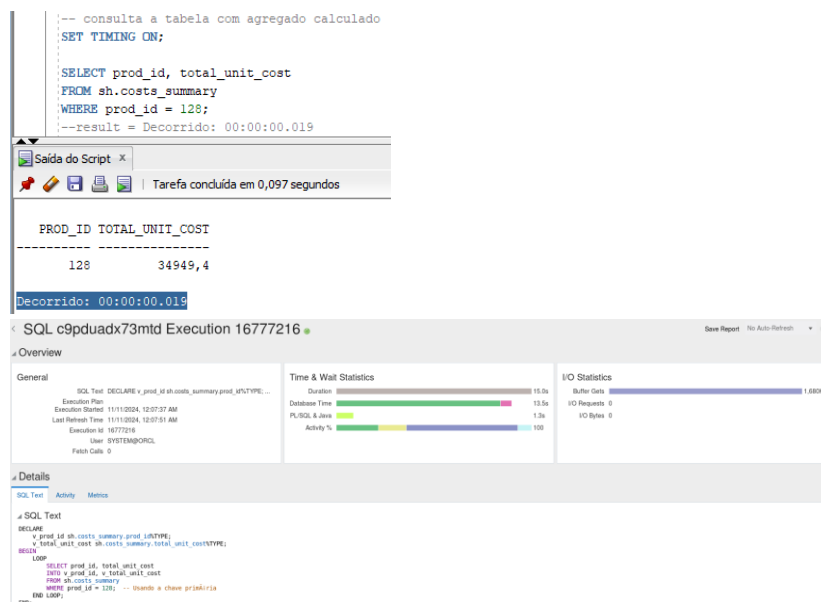 -- consulta a tabela com agregado calculado
SET TIMING ON;
SELECT prod_id, total_unit_cost
FROM sh.costs_summary
WHERE prod_id = 128;
--result = Decorrido: 00:00:00.019
Saída do Script x
Tarefa concluída em 0,097 segundos
PROD_ID TOTAL_UNIT_COST
---------- ---------------
128 34949,4
Decorrido: 00:00:00.019
SQL c9pduadx73mtd Execution 16777216
Save Report No Auto-Refresh
Overview
General
SQL Text DECLARE v_prod_id sh.costs_summary.prod_id%TYPE; ...
Execution Plan
Execution Started 11/11/2024, 12:07:37 AM
Last Refresh Time 11/11/2024, 12:07:51 AM
Execution Id 16777216
User SYSTEM@ORCL
Fetch Calls 0
Time & Wait Statistics
Duration 15.0s
Database Time 13.5s
PL/SQL & Java 1.3s
Activity % 100
I/O Statistics
Buffer Gets
I/O Requests 0
I/O Bytes 0
Details
SQL Text Activity Metrics
SQL Text
DECLARE
v_prod_id sh.costs_summary.prod_id%TYPE;
v_total_unit_cost sh.costs_summary.total_unit_cost%TYPE;
BEGIN
LOOP
SELECT prod_id, total_unit_cost
INTO v_prod_id, v_total_unit_cost
FROM sh.costs_summary
WHERE prod_id = 128; -- Usando a chave
END LOOP;